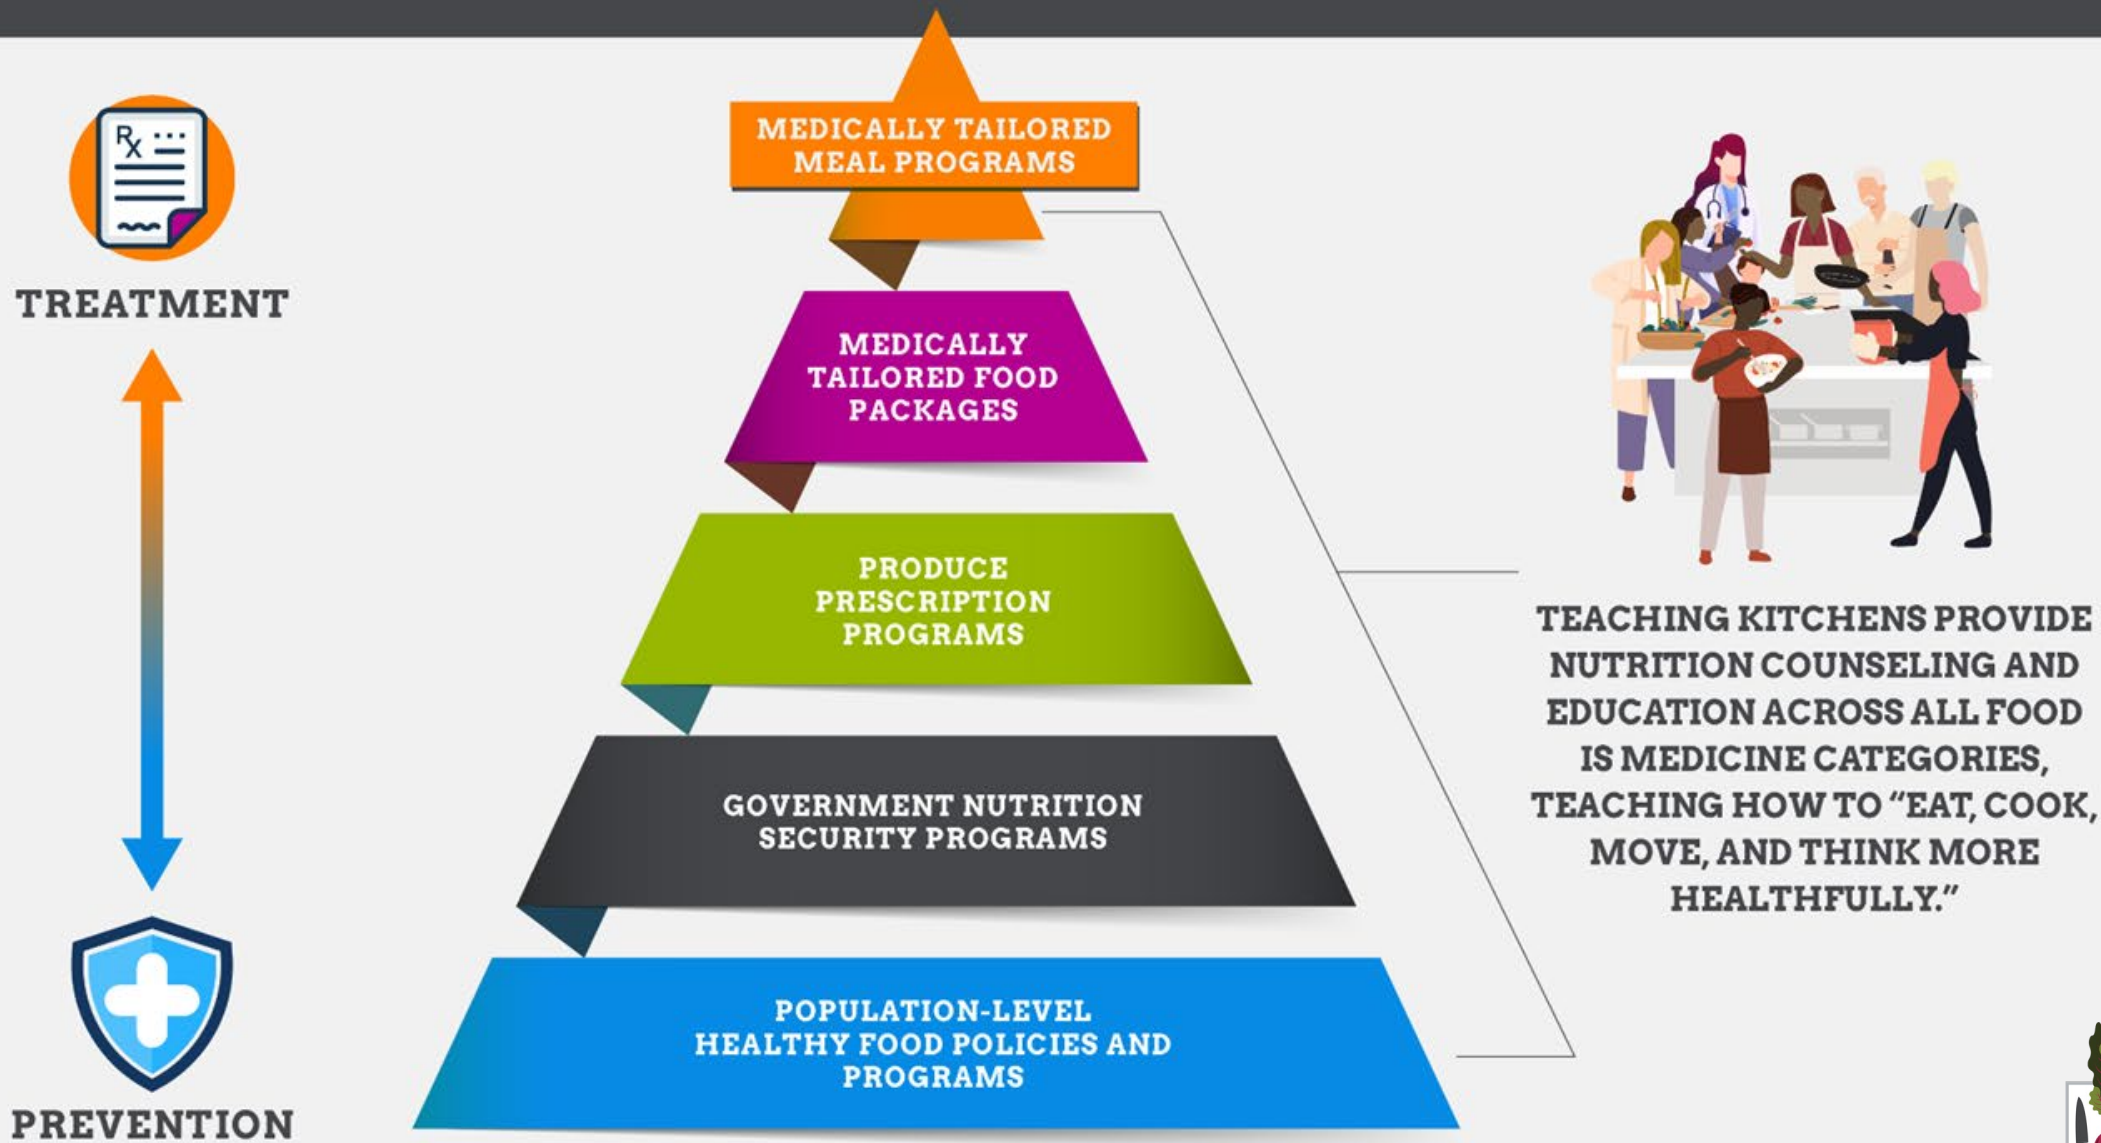 Rx
TREATMENT
PREVENTION
MEDICALLY TAILORED
MEAL PROGRAMS
MEDICALLY
TAILORED FOOD
PACKAGES
PRODUCE
PRESCRIPTION
PROGRAMS
GOVERNMENT NUTRITION
SECURITY PROGRAMS
POPULATION-LEVEL
HEALTHY FOOD POLICIES AND
PROGRAMS
TEACHING KITCHENS PROVIDE
NUTRITION COUNSELING AND
EDUCATION ACROSS ALL FOOD
IS MEDICINE CATEGORIES,
TEACHING HOW TO “EAT, COOK,
MOVE, AND THINK MORE
HEALTHFULLY.”